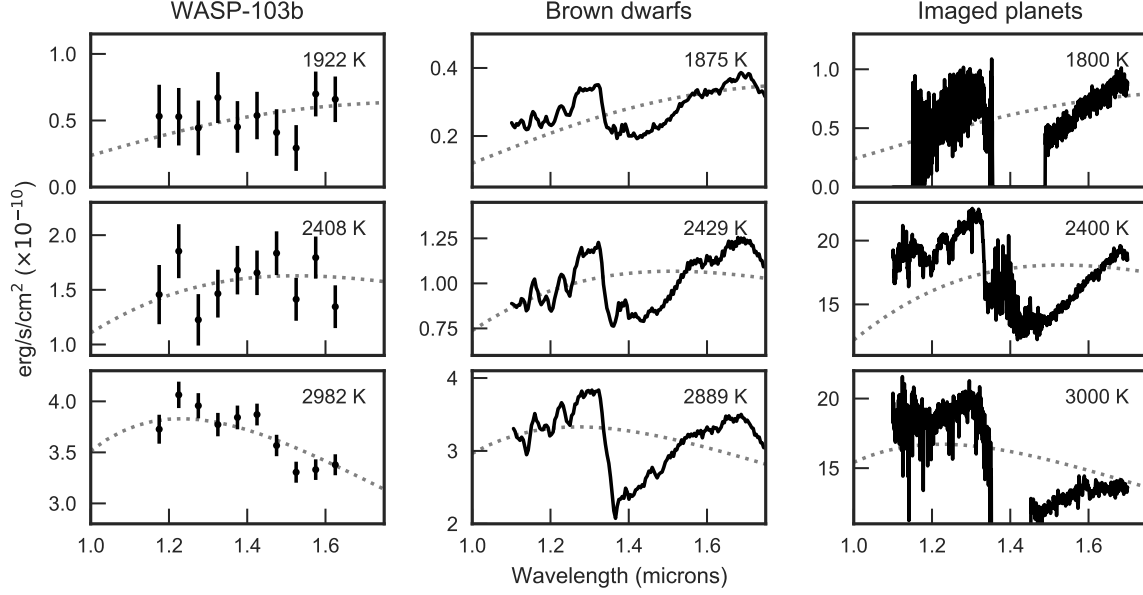 WASP-103b
Brown dwarfs
Imaged planets
erg/s/cm² (×10⁻¹⁰)
1.0
0.5
0.0
1922 K
0.4
0.2
1875 K
1.0
0.5
0.0
1800 K
2.0
1.5
1.0
2408 K
1.25
1.00
0.75
2429 K
20
15
2400 K
4.0
3.5
3.0
2982 K
4
3
2
2889 K
20
15
3000 K
1.0 1.2 1.4 1.6
1.0 1.2 1.4 1.6
1.0 1.2 1.4 1.6
Wavelength (microns)